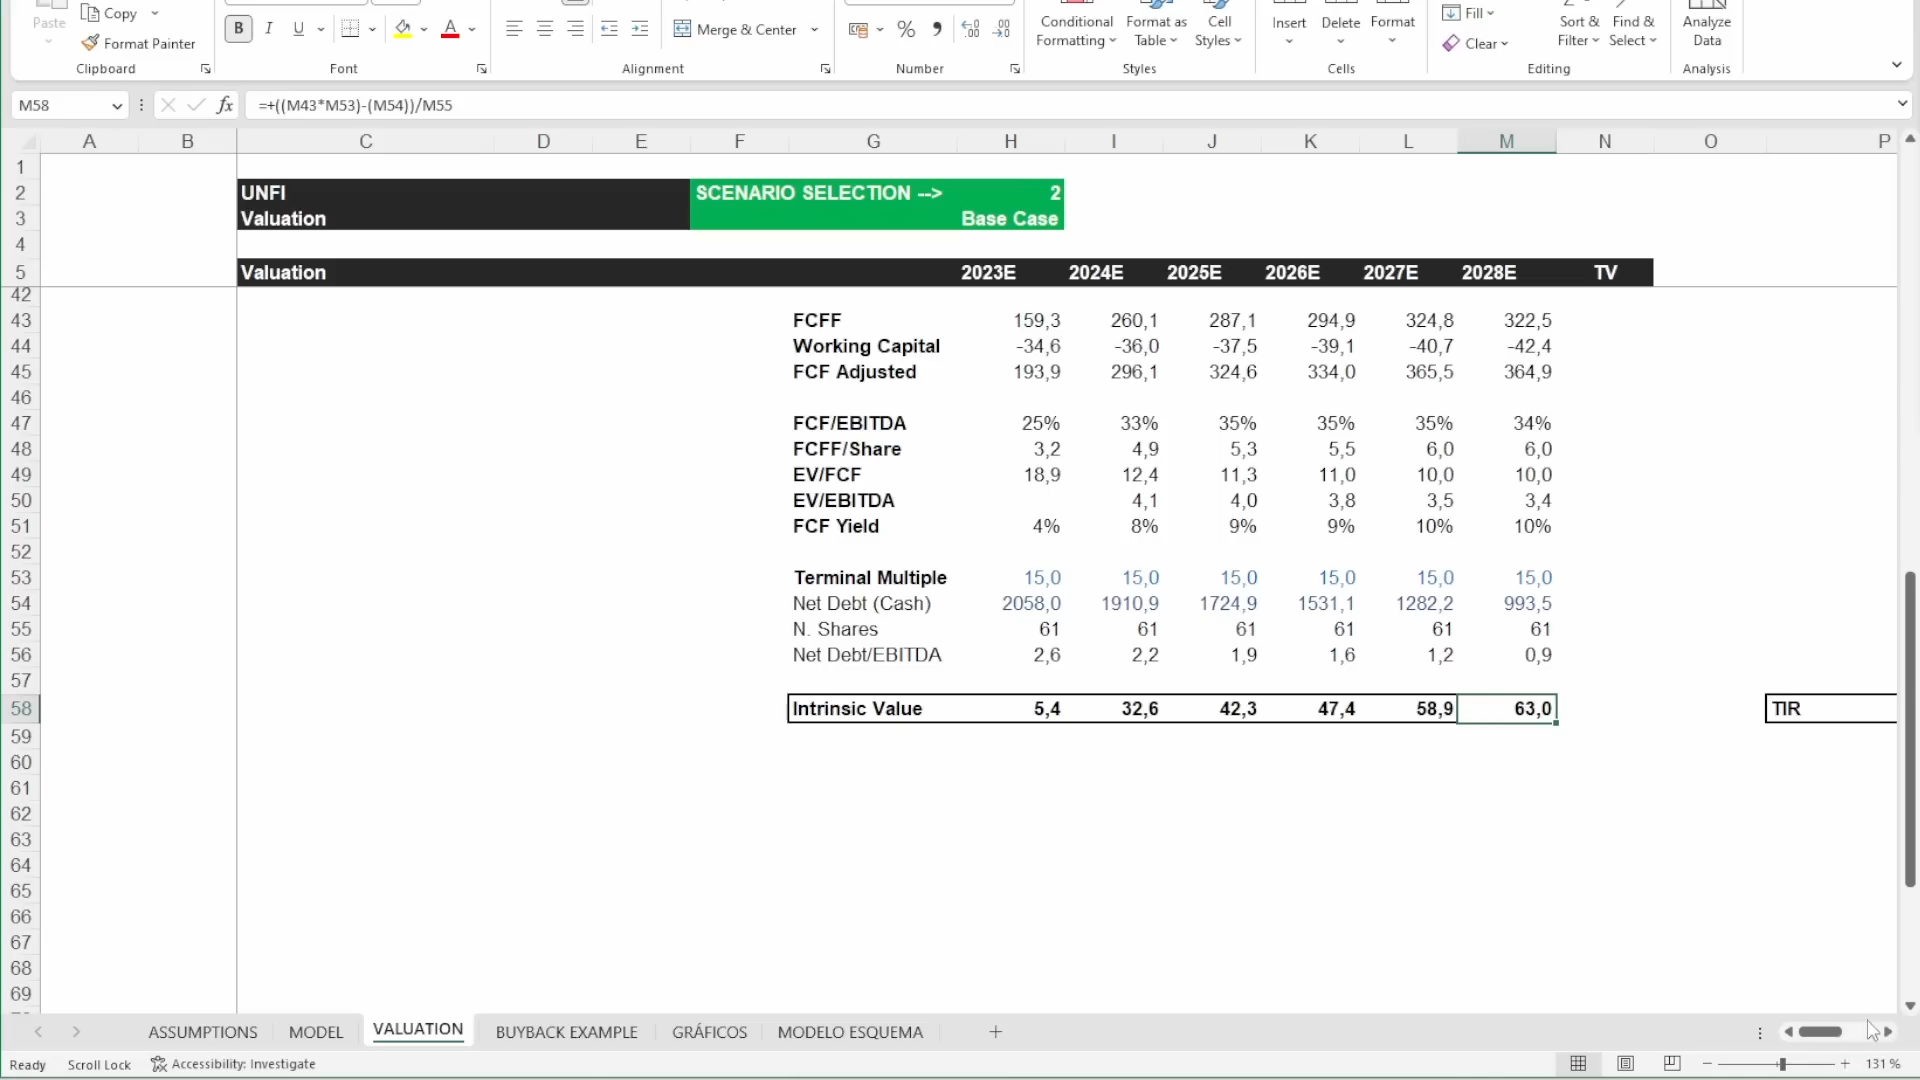 Paste Copy Fill
Format Painter B I U A Merge & Center % Conditional Formatting Format as Table Cell Styles Insert Delete Format Clear Sort & Filter Find & Select Analyze Data
Clipboard Font Alignment Number Styles Cells Editing Analysis
M58 fx =+((M43*M53)-(M54))/M55
A B C D E F G H I J K L M N O P
1
2 UNFI SCENARIO SELECTION --> 2
3 Valuation Base Case
4
5 Valuation 2023E 2024E 2025E 2026E 2027E 2028E TV
42
43 FCFF 159,3 260,1 287,1 294,9 324,8 322,5
44 Working Capital -34,6 -36,0 -37,5 -39,1 -40,7 -42,4
45 FCF Adjusted 193,9 296,1 324,6 334,0 365,5 364,9
46
47 FCF/EBITDA 25% 33% 35% 35% 35% 34%
48 FCFF/Share 3,2 4,9 5,3 5,5 6,0 6,0
49 EV/FCF 18,9 12,4 11,3 11,0 10,0 10,0
50 EV/EBITDA 4,1 4,0 3,8 3,5 3,4
51 FCF Yield 4% 8% 9% 9% 10% 10%
52
53 Terminal Multiple 15,0 15,0 15,0 15,0 15,0 15,0
54 Net Debt (Cash) 2058,0 1910,9 1724,9 1531,1 1282,2 993,5
55 N. Shares 61 61 61 61 61 61
56 Net Debt/EBITDA 2,6 2,2 1,9 1,6 1,2 0,9
57
58 Intrinsic Value 5,4 32,6 42,3 47,4 58,9 63,0 TIR
59
60
61
62
63
64
65
66
67
68
69
ASSUMPTIONS MODEL VALUATION BUYBACK EXAMPLE GRÁFICOS MODELO ESQUEMA +
Ready Scroll Lock Accessibility: Investigate 131 %